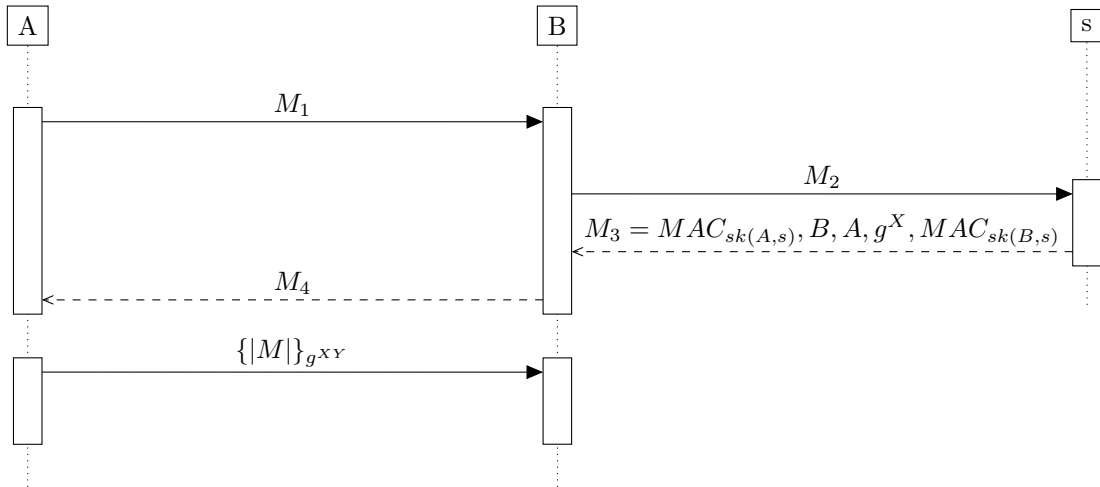 A
B
s
$M_1$
$M_2$
$M_3 = MAC_{sk(A,s)}, B, A, g^X, MAC_{sk(B,s)}$
$M_4$
$\{|M|\}_{g^{XY}}$